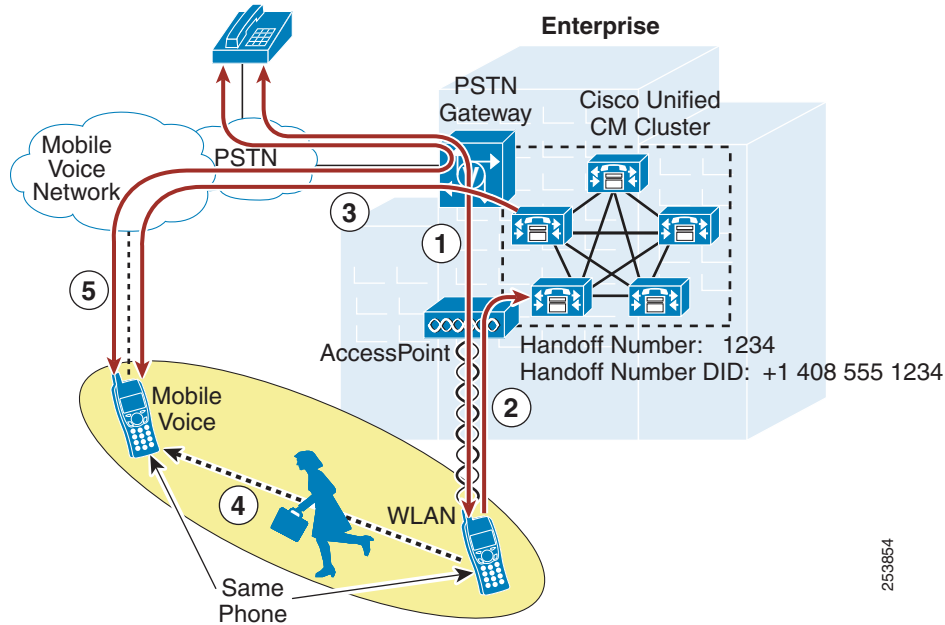 Enterprise
PSTN
Gateway
Cisco Unified
CM Cluster
Mobile
Voice
Network
PSTN
3
1
5
AccessPoint
Handoff Number: 1234
Handoff Number DID: +1 408 555 1234
2
Mobile
Voice
4
WLAN
Same
Phone
253854